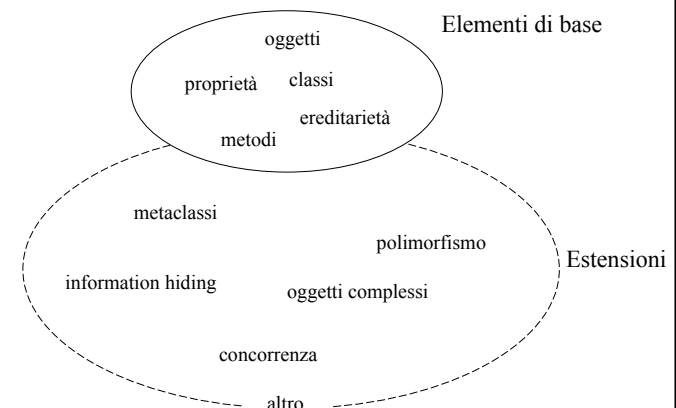 Elementi di base
oggetti
proprietà
classi
ereditarietà
metodi
metaclassi
polimorfismo
Estensioni
information hiding
oggetti complessi
concorrenza
altro